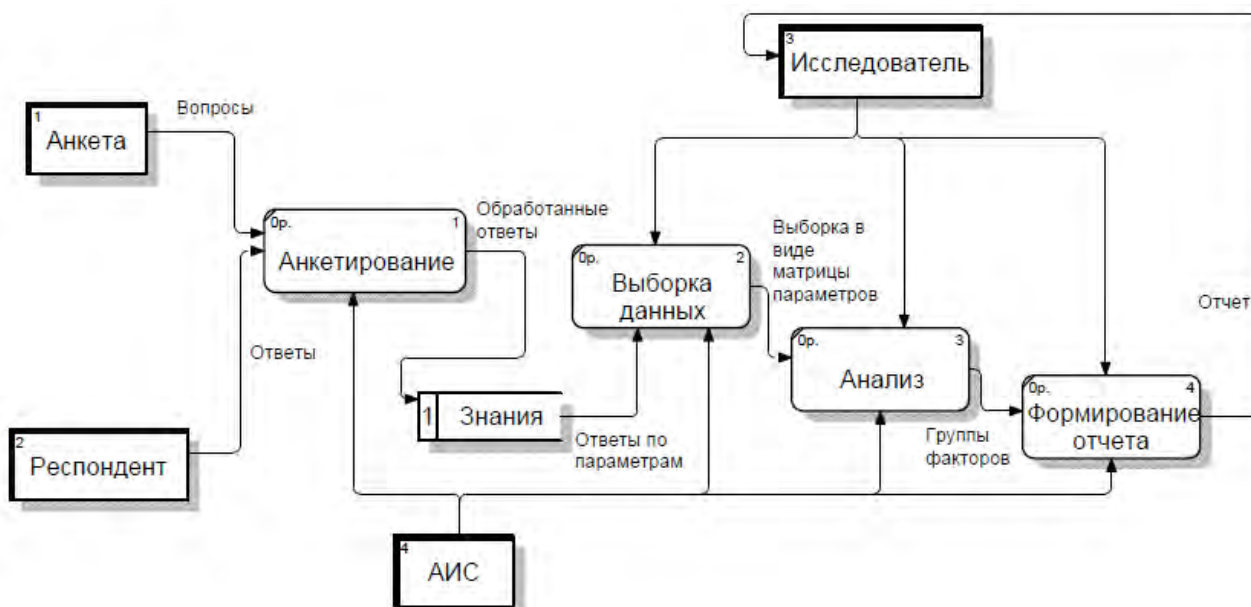 3
Исследователь
Вопросы
1
Анкета
0р.
1
Анкетирование
Обработанные
ответы
0р.
2
Выборка
данных
Выборка в
виде
матрицы
параметров
Отчет
Ответы
0р.
3
Анализ
1
Знания
0р.
4
Формирование
отчета
Ответы по
параметрам
Группы
факторов
2
Респондент
4
АИС